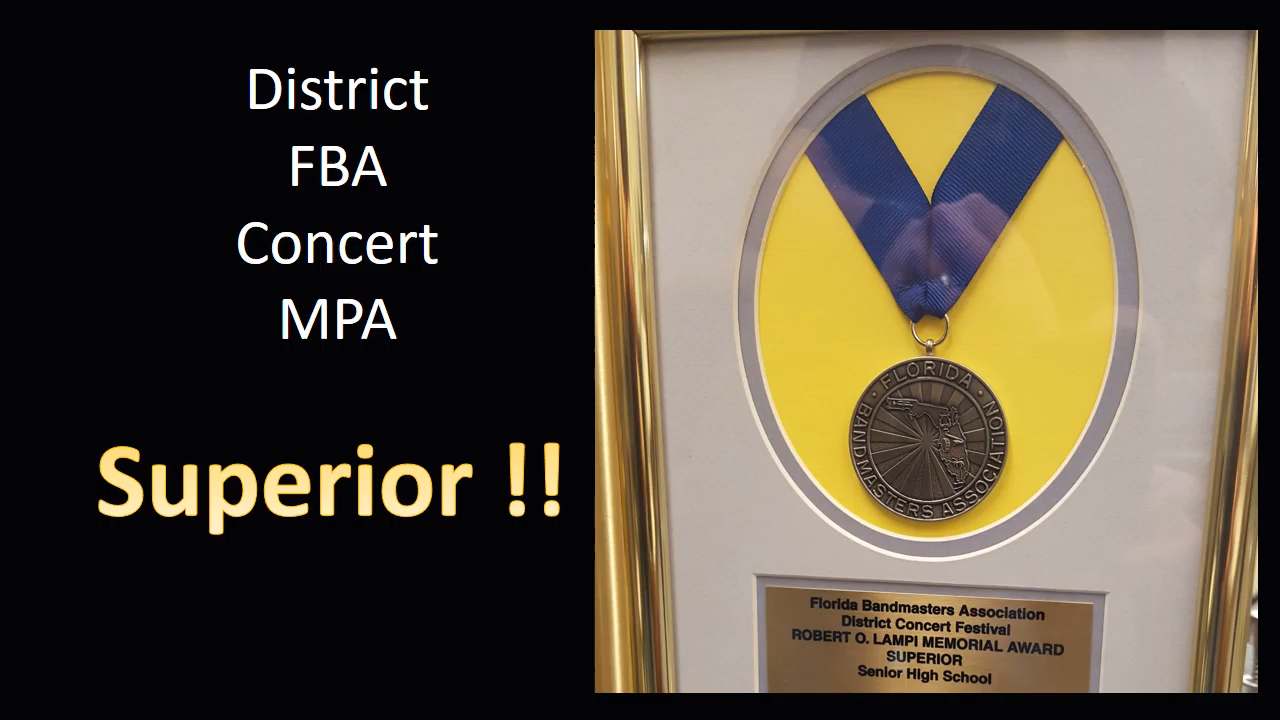 District
FBA
Concert
MPA
Superior !!
FLORIDA
BANDMASTERS ASSOCIATION
Florida Bandmasters Association
District Concert Festival
ROBERT O. LAMPI MEMORIAL AWARD
SUPERIOR
Senior High School